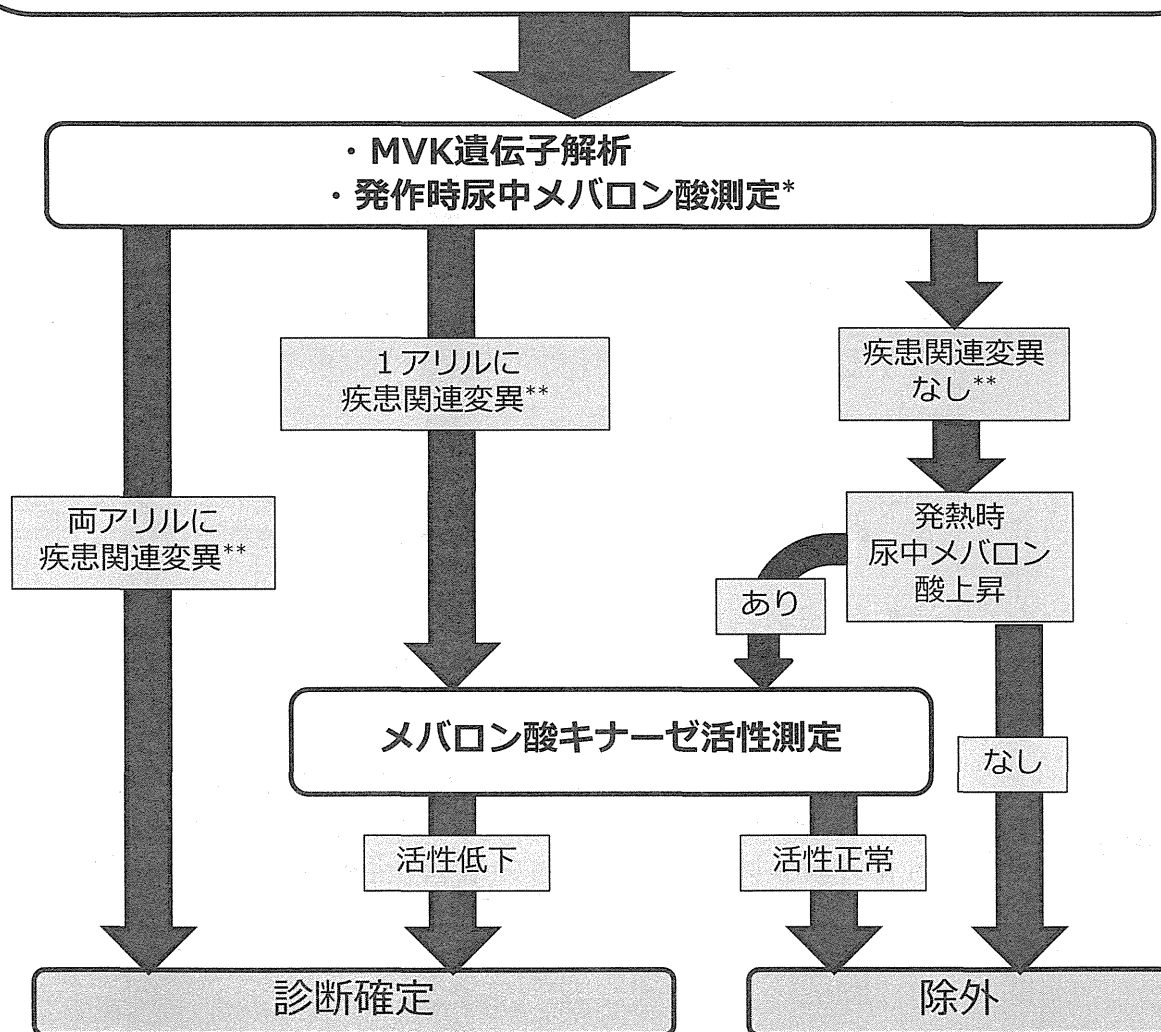 ・MVK遺伝子解析
・発作時尿中メバロン酸測定*
1アリルに
疾患関連変異**
疾患関連変異
なし**
両アリルに
疾患関連変異**
発熱時
尿中メバロン
酸上昇
あり
メバロン酸キナーゼ活性測定
なし
活性低下
活性正常
診断確定
除外